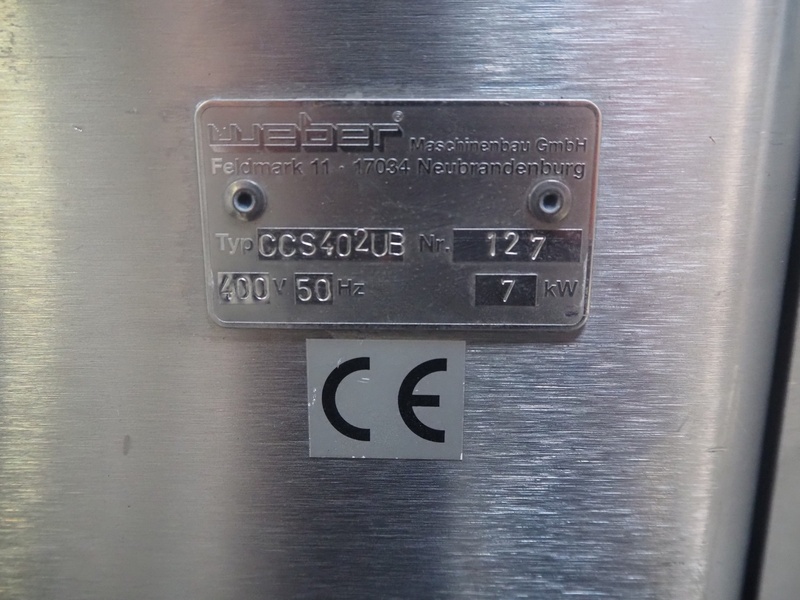 weber® Maschinenbau GmbH
Feldmark 11 - 17034 Neubrandenburg
Typ CCS402UB Nr. 127
400 V 50 Hz 7 kW
CE